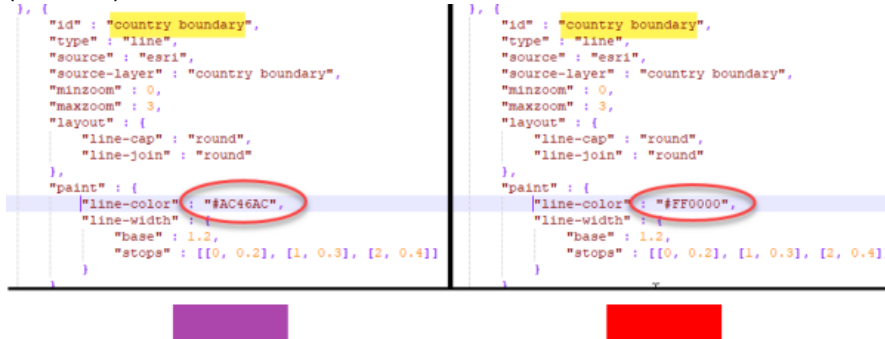 }, {
"id" : "country boundary",
"type" : "line",
"source" : "esri",
"source-layer" : "country boundary",
"minzoom" : 0,
"maxzoom" : 3,
"layout" : {
"line-cap" : "round",
"line-join" : "round"
},
"paint" : {
"line-color" : "#AC46AC",
"line-width" : {
"base" : 1.2,
"stops" : [[0, 0.2], [1, 0.3], [2, 0.4]]
}
}
}, {
"id" : "country boundary",
"type" : "line",
"source" : "esri",
"source-layer" : "country boundary",
"minzoom" : 0,
"maxzoom" : 3,
"layout" : {
"line-cap" : "round",
"line-join" : "round"
},
"paint" : {
"line-color" : "#FF0000",
"line-width" : {
"base" : 1.2,
"stops" : [[0, 0.2], [1, 0.3], [2, 0.4]
}
}